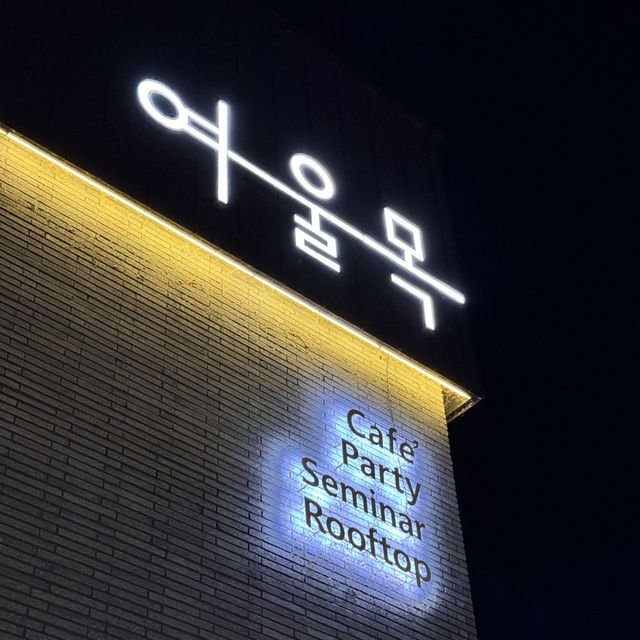 여울목
Cafe'
Party
Seminar
Rooftop